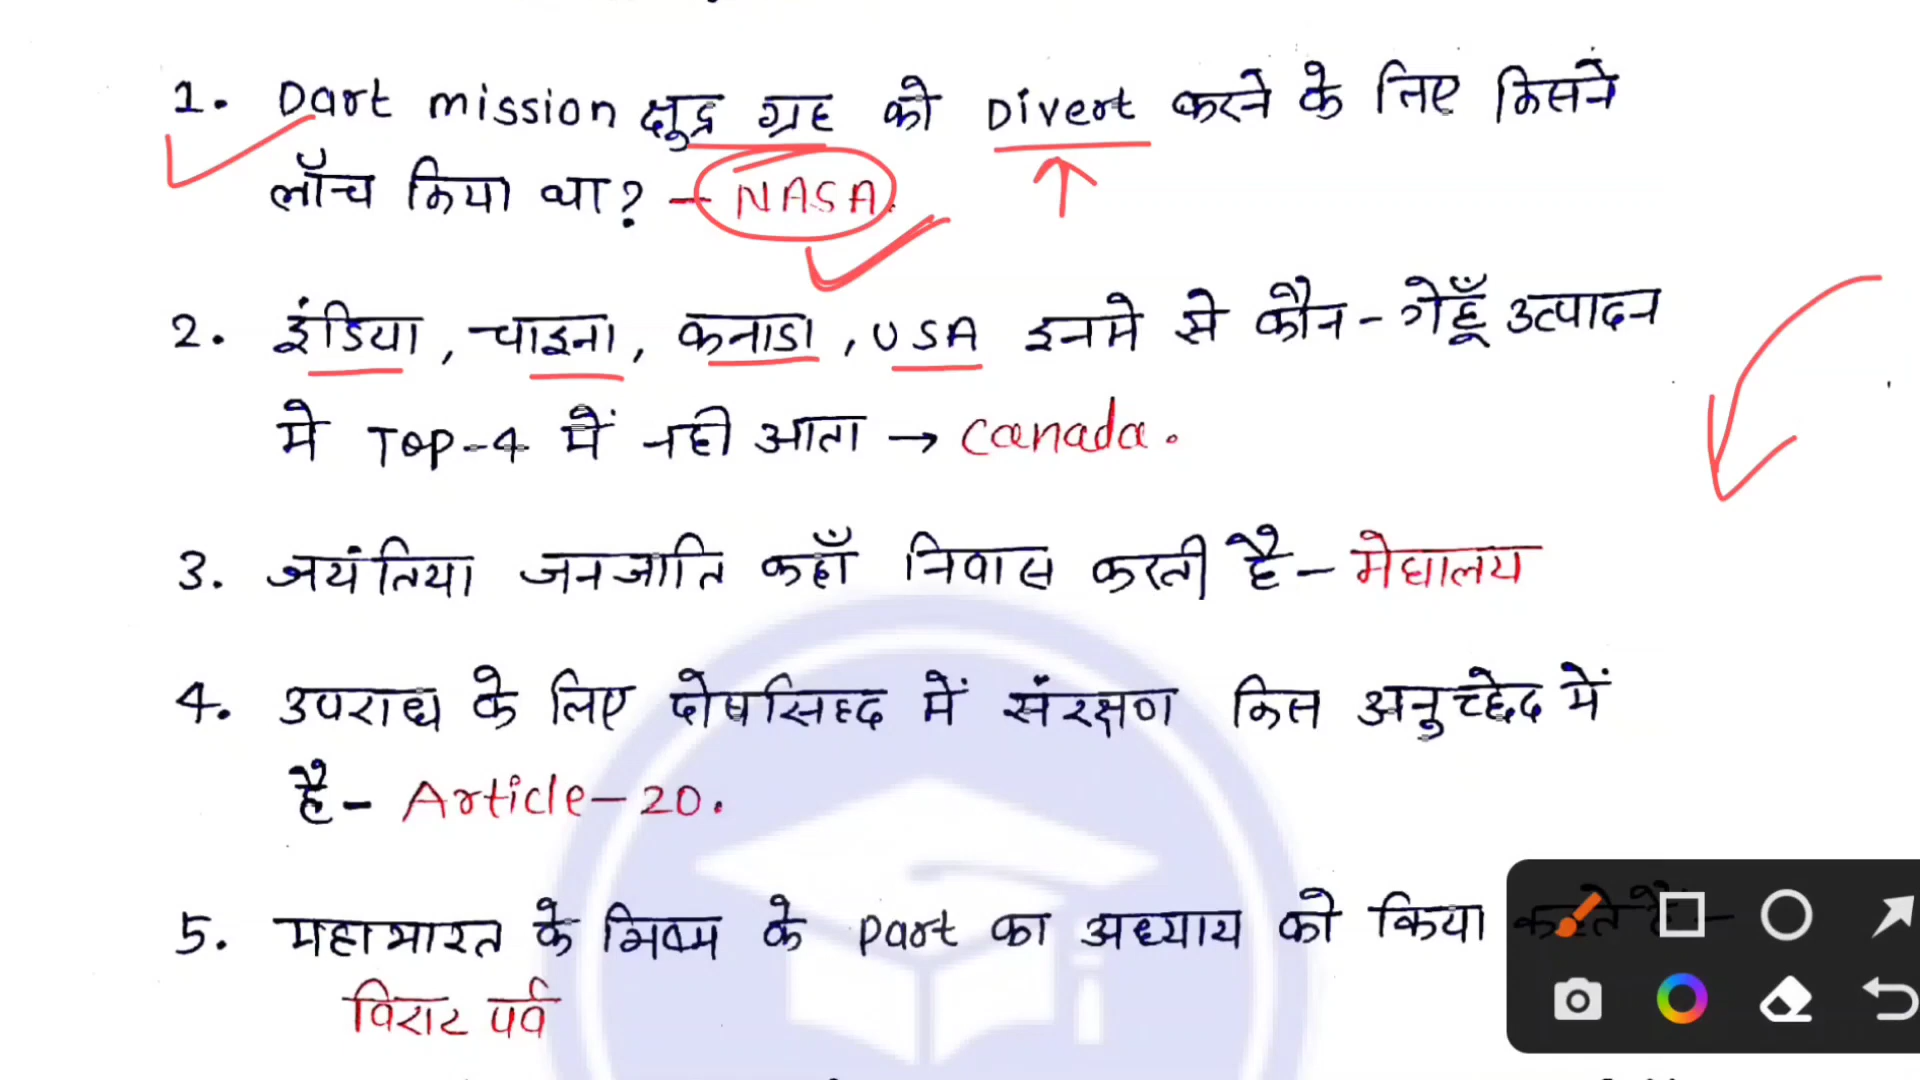 1. Dart mission क्षुद्र ग्रह को Divert करने के लिए किसने
लॉच किया था? - NASA.
2. इंडिया, चाइना, कनाडा, USA इनमे से कौन - गेहूँ उत्पादन
मे Top-4 में नही आता → Canada.
3. जयंतिया जनजाति कहाँ निवास करती है - मेघालय
4. उपराध के लिए दोषसिद्द में संरक्षण किस अनुच्छेद में
है - Article-20.
5. महाभारत के के Part का अध्याय को किया कहते है -
विराट पर्व